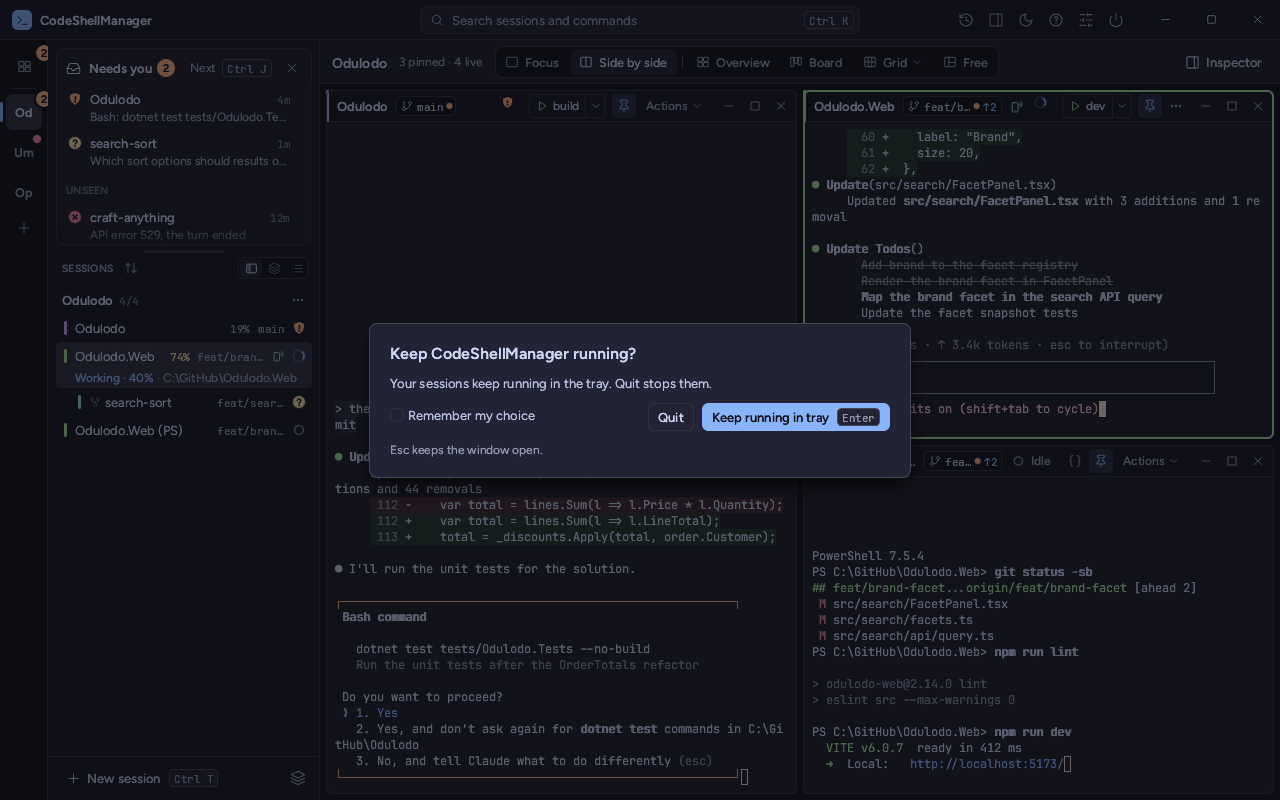 CodeShellManager
Search sessions and commands
Ctrl K
2
Od
2
Um
Op
Needs you 2 Next Ctrl J
Odulodo 4m
Bash: dotnet test tests/Odulodo.Te...
search-sort 1m
Which sort options should results o...
UNSEEN
craft-anything 12m
API error 529, the turn ended
SESSIONS
Odulodo 4/4
Odulodo 19% main
Odulodo.Web 74% feat/bran...
Working · 40% · C:\GitHub\Odulodo.Web
search-sort feat/sear...
Odulodo.Web (PS) feat/bran...
New session Ctrl T
Odulodo 3 pinned · 4 live
Focus Side by side Overview Board Grid Free
Inspector
Odulodo main build Actions
> the
mit
Upd
tions and 44 removals
112 - var total = lines.Sum(l => l.Price * l.Quantity);
112 + var total = lines.Sum(l => l.LineTotal);
113 + total = _discounts.Apply(total, order.Customer);
I'll run the unit tests for the solution.
Bash command
dotnet test tests/Odulodo.Tests --no-build
Run the unit tests after the OrderTotals refactor
Do you want to proceed?
❯ 1. Yes
2. Yes, and don't ask again for dotnet test commands in C:\Gi
tHub\Odulodo
3. No, and tell Claude what to do differently (esc)
Odulodo.Web feat/b... ↑2 dev
60 + label: "Brand",
61 + size: 20,
62 + },
Update(src/search/FacetPanel.tsx)
Updated src/search/FacetPanel.tsx with 3 additions and 1 re
moval
Update Todos()
Add brand to the facet registry
Render the brand facet in FacetPanel
Map the brand facet in the search API query
Update the facet snapshot tests
s · ↑ 3.4k tokens · esc to interrupt)
its on (shift+tab to cycle)
... fea... ↑2 Idle {} Actions
PowerShell 7.5.4
PS C:\GitHub\Odulodo.Web> git status -sb
## feat/brand-facet...origin/feat/brand-facet [ahead 2]
M src/search/FacetPanel.tsx
M src/search/facets.ts
M src/search/api/query.ts
PS C:\GitHub\Odulodo.Web> npm run lint
> odulodo-web@2.14.0 lint
> eslint src --max-warnings 0
PS C:\GitHub\Odulodo.Web> npm run dev
VITE v6.0.7 ready in 412 ms
➜ Local: http://localhost:5173/
Keep CodeShellManager running?
Your sessions keep running in the tray. Quit stops them.
Remember my choice
Quit
Keep running in tray Enter
Esc keeps the window open.